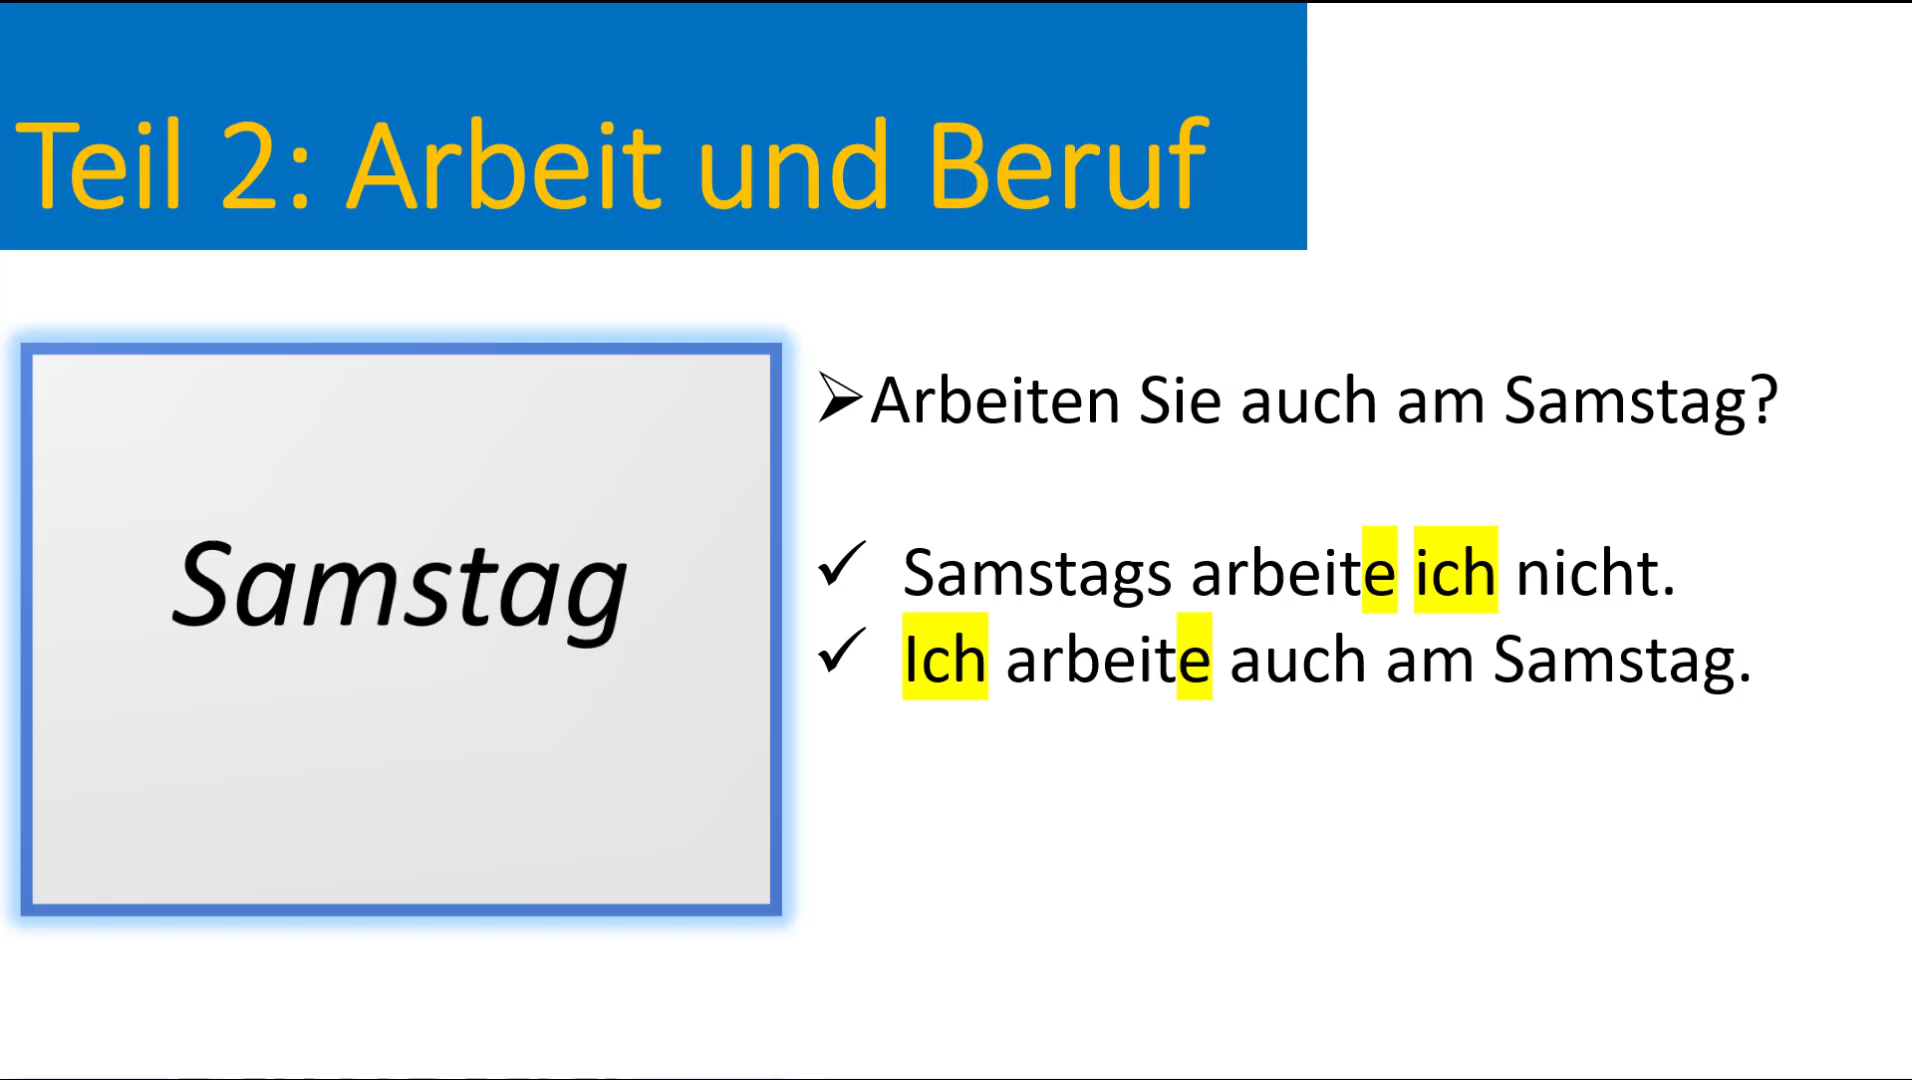 Teil 2: Arbeit und Beruf
Samstag
Arbeiten Sie auch am Samstag?
Samstags arbeite ich nicht.
Ich arbeite auch am Samstag.